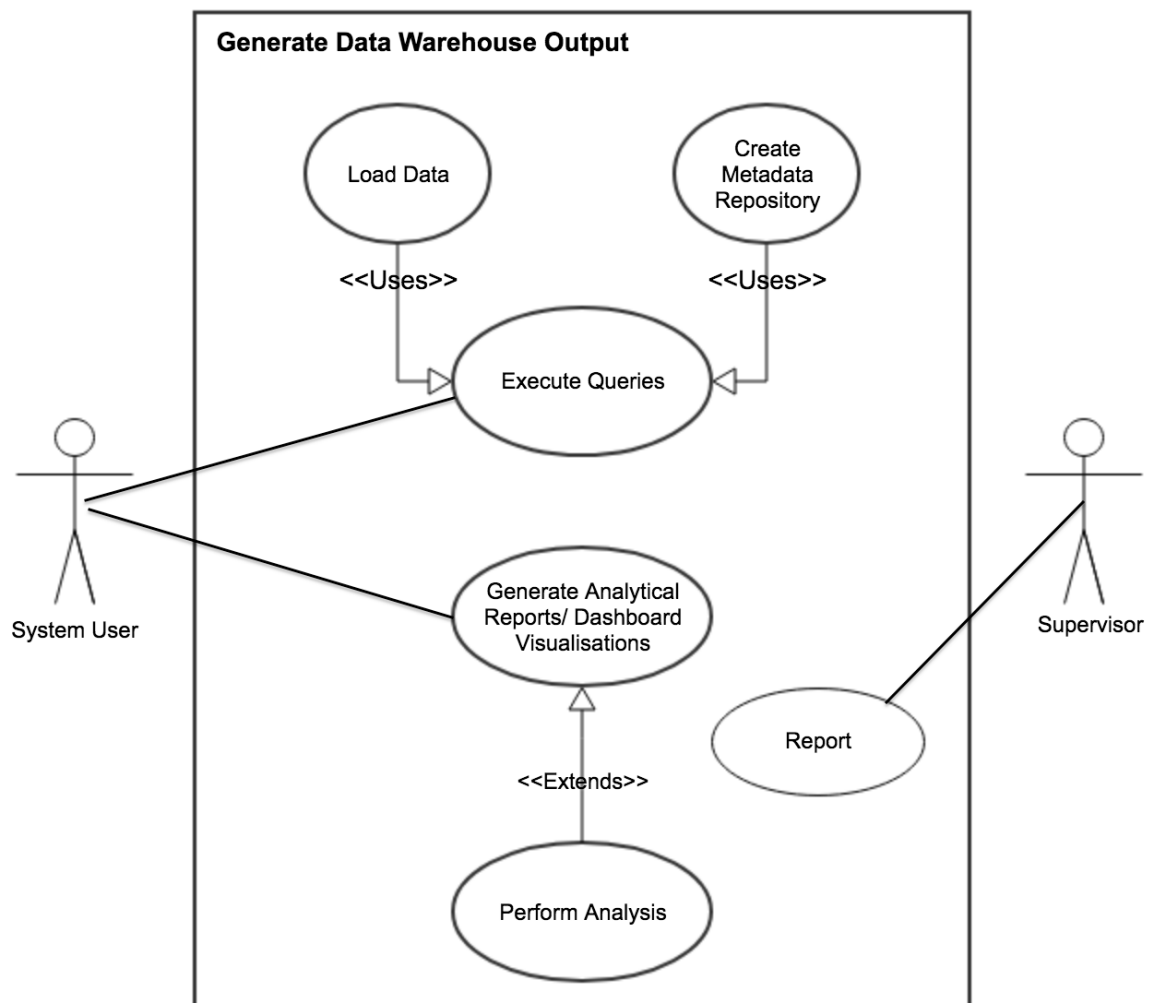 Generate Data Warehouse Output
Load Data
Create
Metadata
Repository
<<Uses>>
<<Uses>>
Execute Queries
System User
Generate Analytical
Reports/ Dashboard
Visualisations
Supervisor
Report
<<Extends>>
Perform Analysis